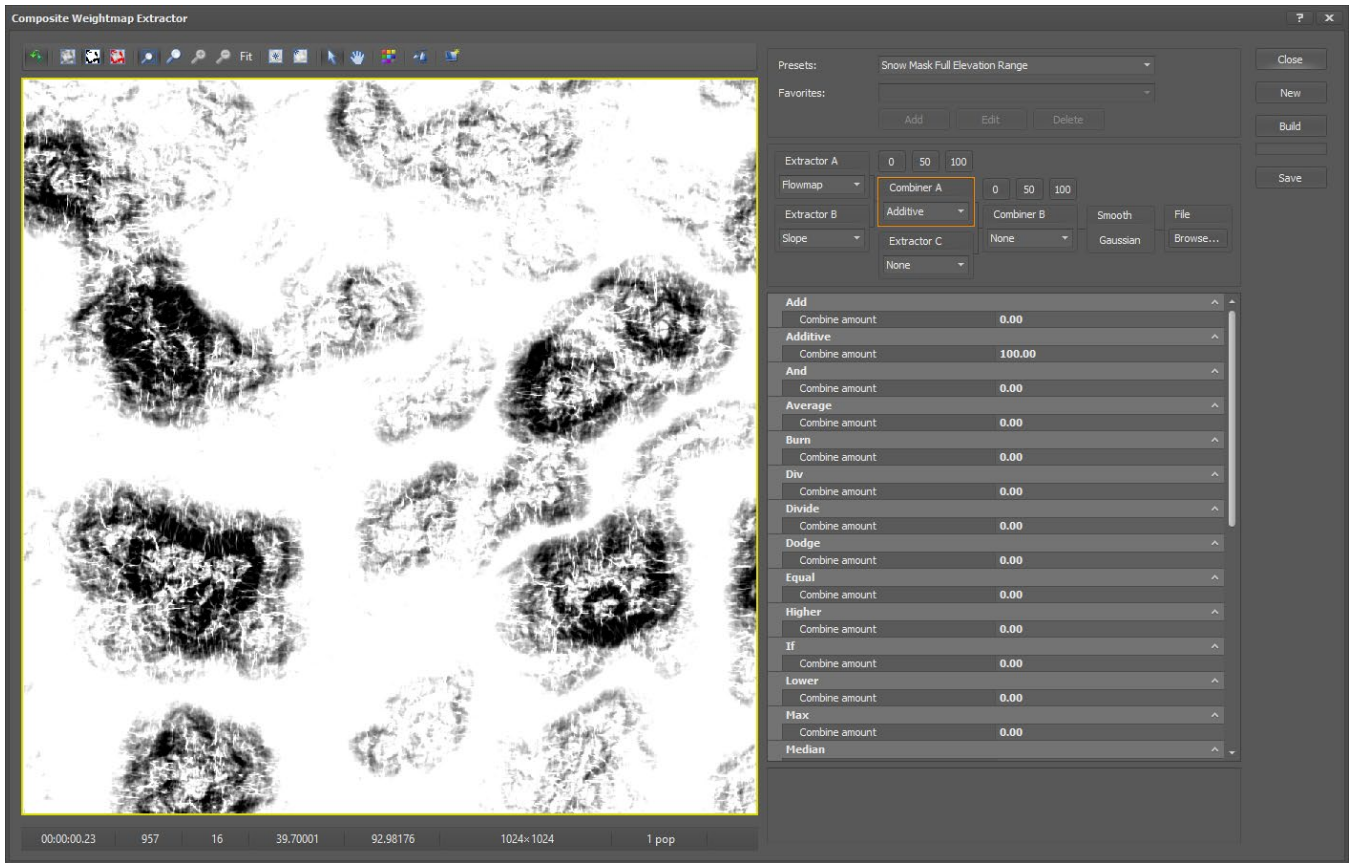 Composite Weightmap Extractor
? x
Fit
Presets: Snow Mask Full Elevation Range
Favorites:
Add Edit Delete
Close
New
Build
Save
Extractor A 0 50 100
Flowmap Combiner A 0 50 100
Extractor B Additive Combiner B Smooth File
Slope Extractor C None Gaussian Browse...
None
Add
Combine amount 0.00
Additive
Combine amount 100.00
And
Combine amount 0.00
Average
Combine amount 0.00
Burn
Combine amount 0.00
Div
Combine amount 0.00
Divide
Combine amount 0.00
Dodge
Combine amount 0.00
Equal
Combine amount 0.00
Higher
Combine amount 0.00
If
Combine amount 0.00
Lower
Combine amount 0.00
Max
Combine amount 0.00
Median
00:00:00.23 957 16 39.70001 92.98176 1024×1024 1 pop